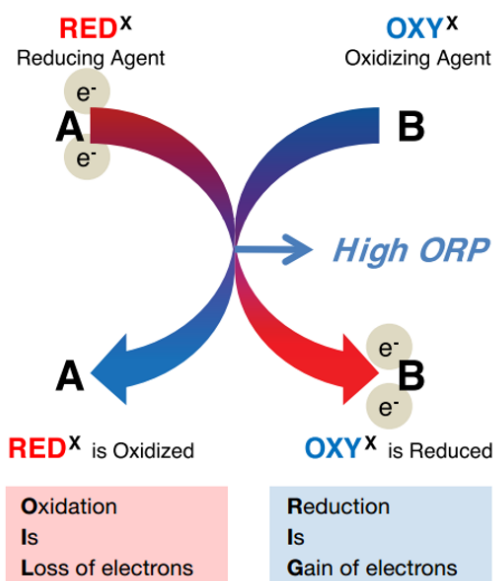 RED^X
OXY^X
Reducing Agent
Oxidizing Agent
e-
A
B
e-
High ORP
e-
A
B
e-
RED^X is Oxidized
OXY^X is Reduced
Oxidation
Is
Loss of electrons
Reduction
Is
Gain of electrons